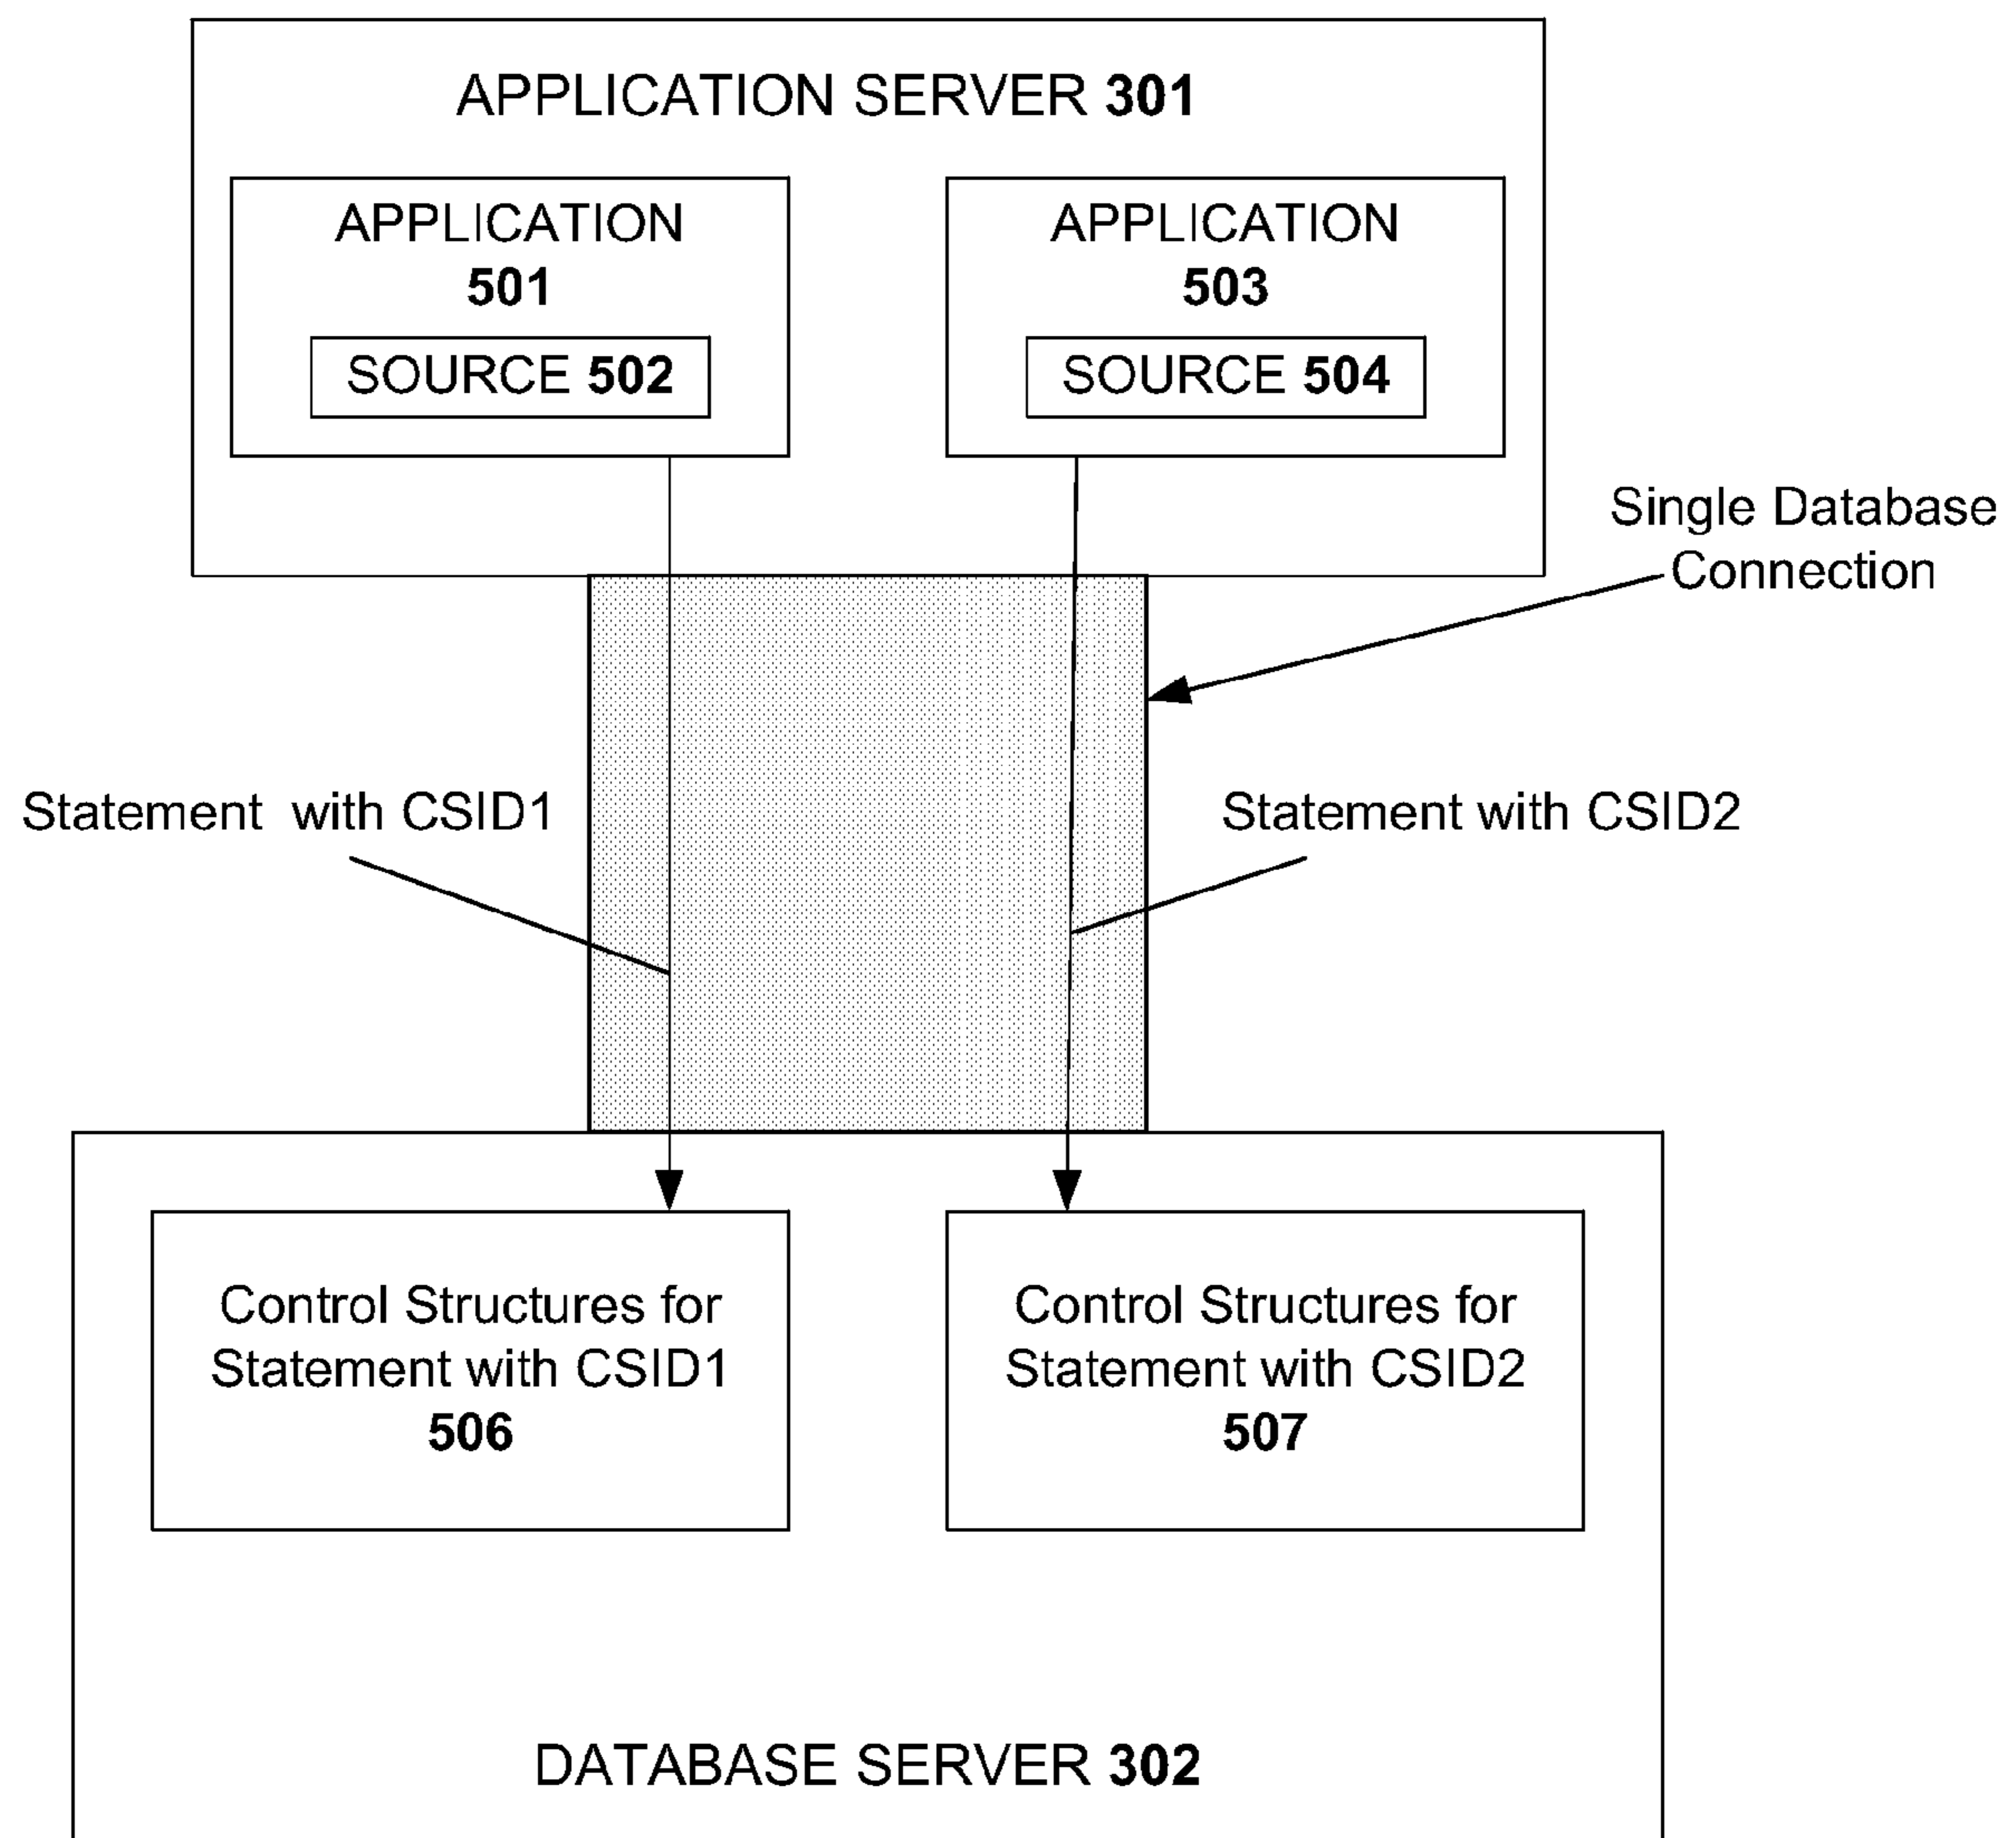 APPLICATION SERVER 301
APPLICATION
501
SOURCE 502
APPLICATION
503
SOURCE 504
Single Database
Connection
Statement with CSID1
Statement with CSID2
Control Structures for
Statement with CSID1
506
Control Structures for
Statement with CSID2
507
DATABASE SERVER 302